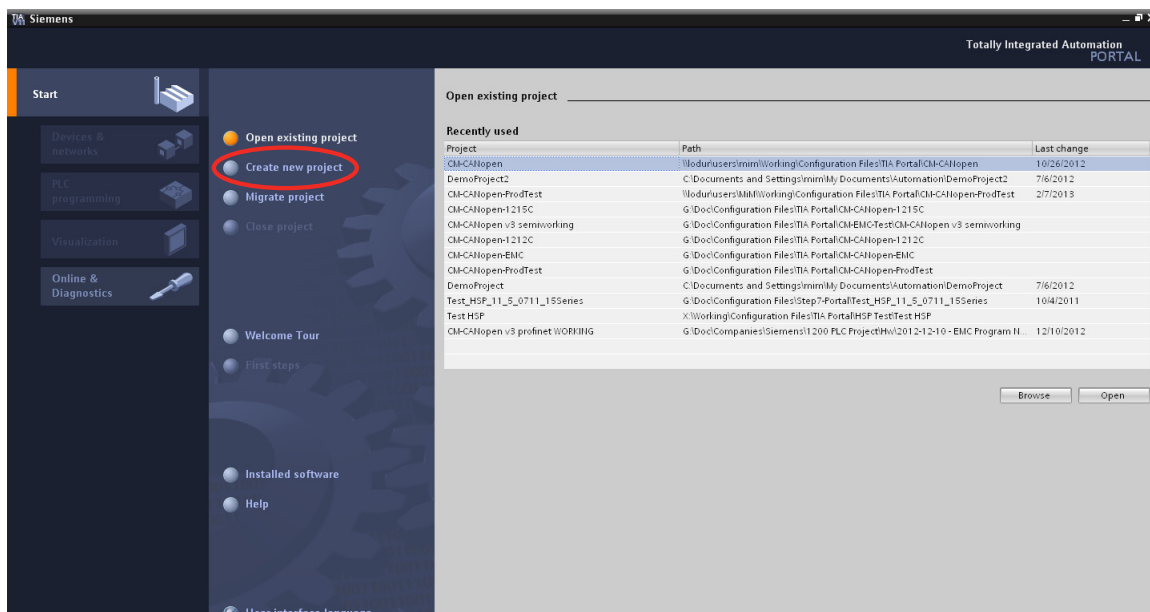 Siemens
Totally Integrated Automation
PORTAL
Start
Devices &
networks
PLC
programming
Visualization
Online &
Diagnostics
Open existing project
Create new project
Migrate project
Close project
Welcome Tour
First steps
Installed software
Help
User interface language
Open existing project
Recently used
Project Path Last change
CM-CANopen \\lodur\users\mim\Working\Configuration Files\TIA Portal\CM-CANopen 10/26/2012
DemoProject2 C:\Documents and Settings\mim\My Documents\Automation\DemoProject2 7/6/2012
CM-CANopen-ProdTest \\lodur\users\MiM\Working\Configuration Files\TIA Portal\CM-CANopen-ProdTest 2/7/2013
CM-CANopen-1215C G:\Doc\Configuration Files\TIA Portal\CM-CANopen-1215C
CM-CANopen v3 semiworking G:\Doc\Configuration Files\TIA Portal\CM-EMC-Test\CM-CANopen v3 semiworking
CM-CANopen-1212C G:\Doc\Configuration Files\TIA Portal\CM-CANopen-1212C
CM-CANopen-EMC G:\Doc\Configuration Files\TIA Portal\CM-CANopen-EMC
CM-CANopen-ProdTest G:\Doc\Configuration Files\TIA Portal\CM-CANopen-ProdTest
DemoProject C:\Documents and Settings\mim\My Documents\Automation\DemoProject 7/6/2012
Test_HSP_11_5_0711_15Series G:\Doc\Configuration Files\Step7-Portal\Test_HSP_11_5_0711_15Series 10/4/2011
Test HSP X:\Working\Configuration Files\TIA Portal\HSP Test\Test HSP
CM-CANopen v3 profinet WORKING G:\Doc\Companies\Siemens\1200 PLC Project\Hw\2012-12-10 - EMC Program N... 12/10/2012
Browse Open